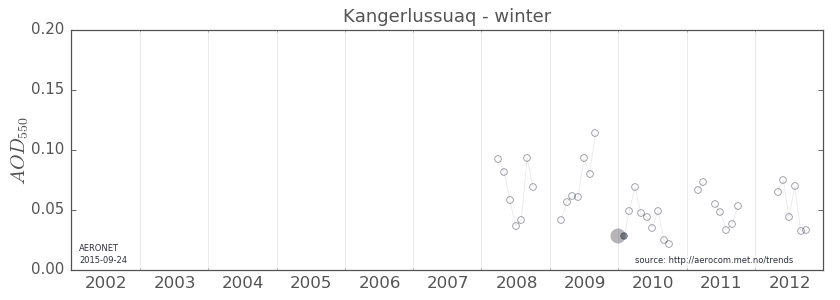 Kangerlussuaq - winter
0.20
0.15
0.10
0.05
0.00
AOD550
AERONET
2015-09-24
source: http://aerocom.met.no/trends
2002 2003 2004 2005 2006 2007 2008 2009 2010 2011 2012